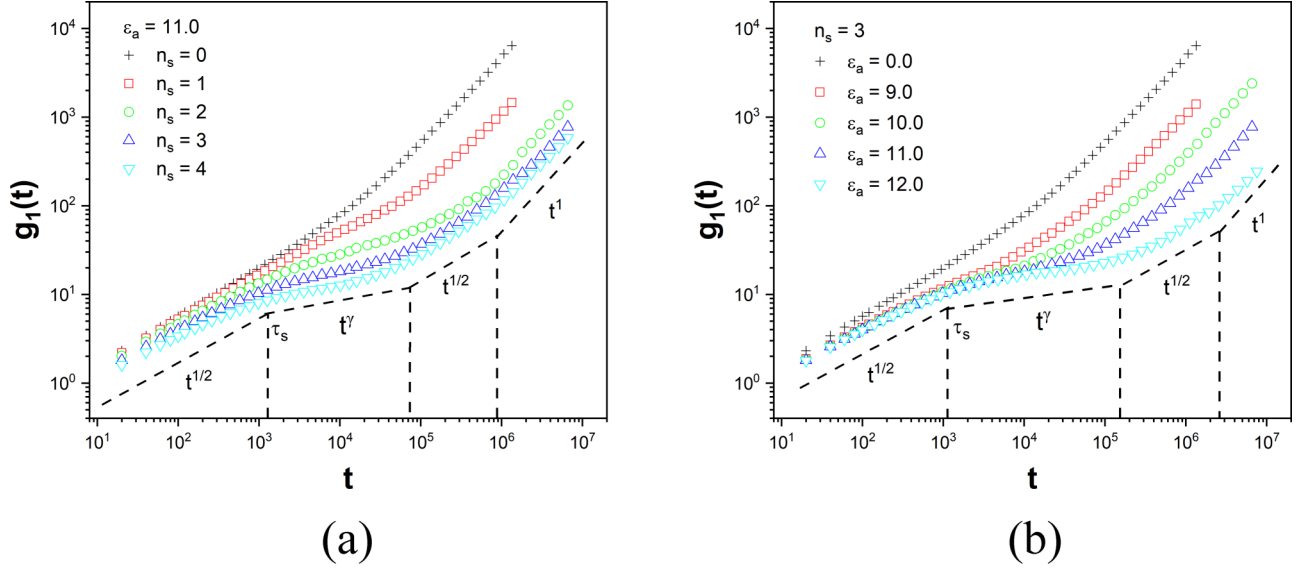 εa = 11.0
ns = 0
ns = 1
ns = 2
ns = 3
ns = 4
g1(t)
10^4
10^3
10^2
10^1
10^0
t^1/2
τs
t^γ
t^1/2
t^1
10^1 10^2 10^3 10^4 10^5 10^6 10^7
t
(a)
ns = 3
εa = 0.0
εa = 9.0
εa = 10.0
εa = 11.0
εa = 12.0
g1(t)
10^4
10^3
10^2
10^1
10^0
t^1/2
τs
t^γ
t^1/2
t^1
10^1 10^2 10^3 10^4 10^5 10^6 10^7
t
(b)